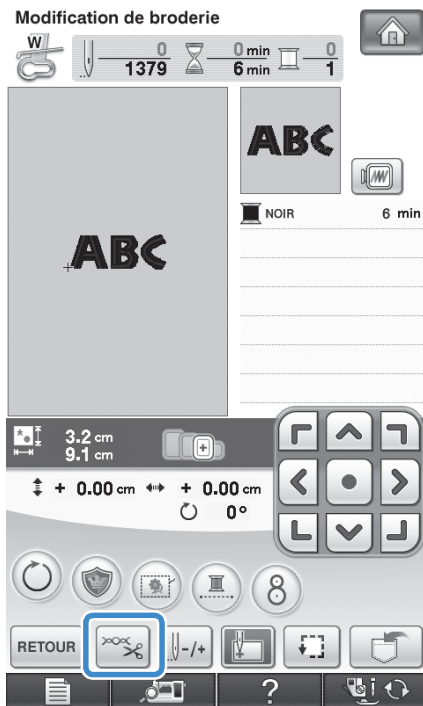 Modification de broderie
W
0 0 min 0
1379 6 min 1
ABC
ABC
NOIR 6 min
3.2 cm
9.1 cm
+ 0.00 cm + 0.00 cm
0°
8
RETOUR -/+
?